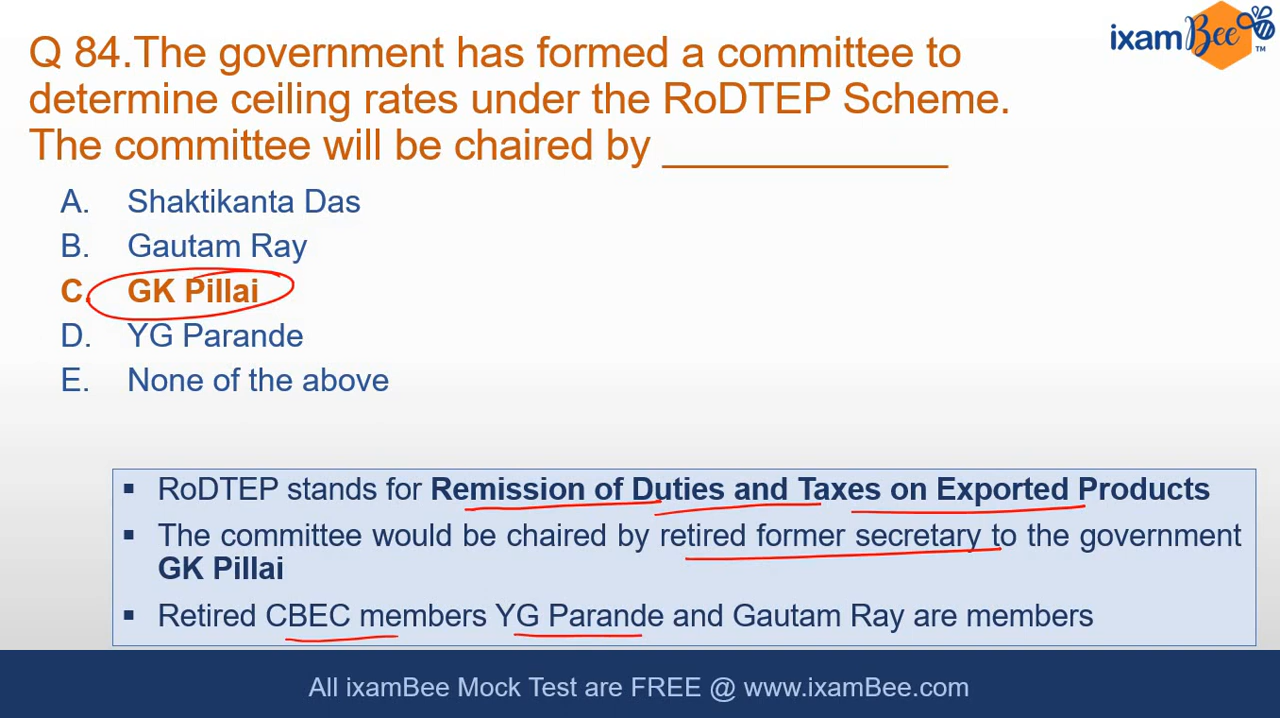 ixamBee TM
Q 84.The government has formed a committee to
determine ceiling rates under the RoDTEP Scheme.
The committee will be chaired by _______________
A. Shaktikanta Das
B. Gautam Ray
C. GK Pillai
D. YG Parande
E. None of the above
▪ RoDTEP stands for Remission of Duties and Taxes on Exported Products
▪ The committee would be chaired by retired former secretary to the government
GK Pillai
▪ Retired CBEC members YG Parande and Gautam Ray are members
All ixamBee Mock Test are FREE @ www.ixamBee.com